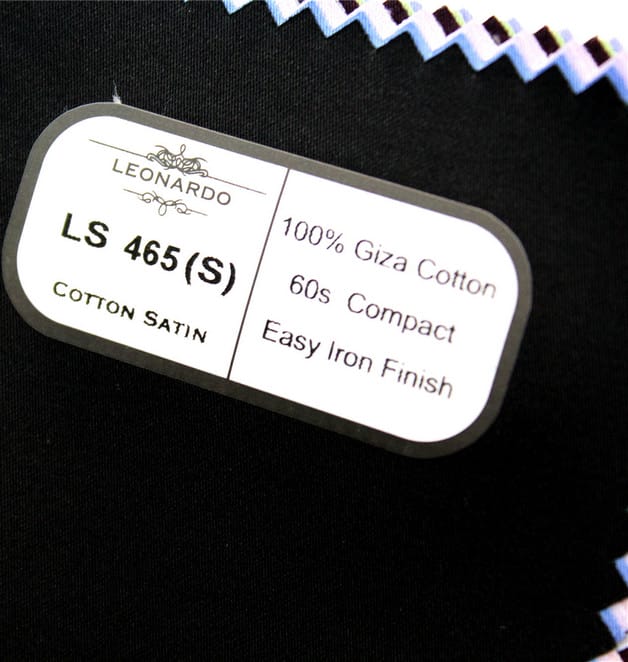 LEONARDO
LS 465(S)
COTTON SATIN
100% Giza Cotton
60s Compact
Easy Iron Finish